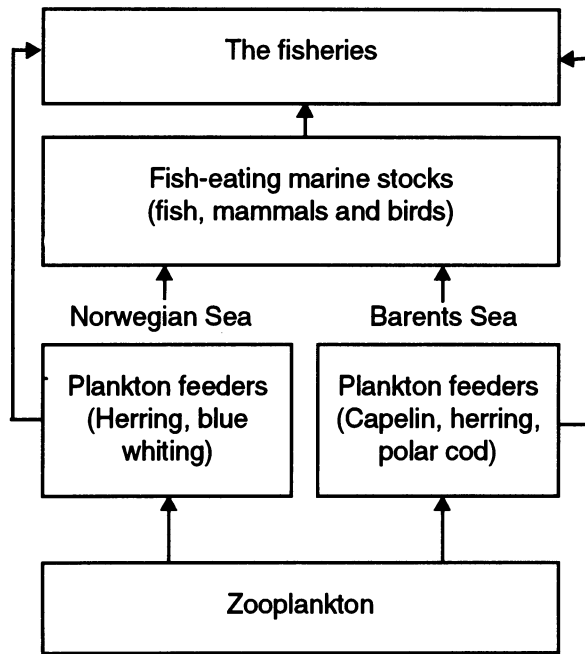 The fisheries
Fish-eating marine stocks
(fish, mammals and birds)
Norwegian Sea
Barents Sea
Plankton feeders
(Herring, blue
whiting)
Plankton feeders
(Capelin, herring,
polar cod)
Zooplankton